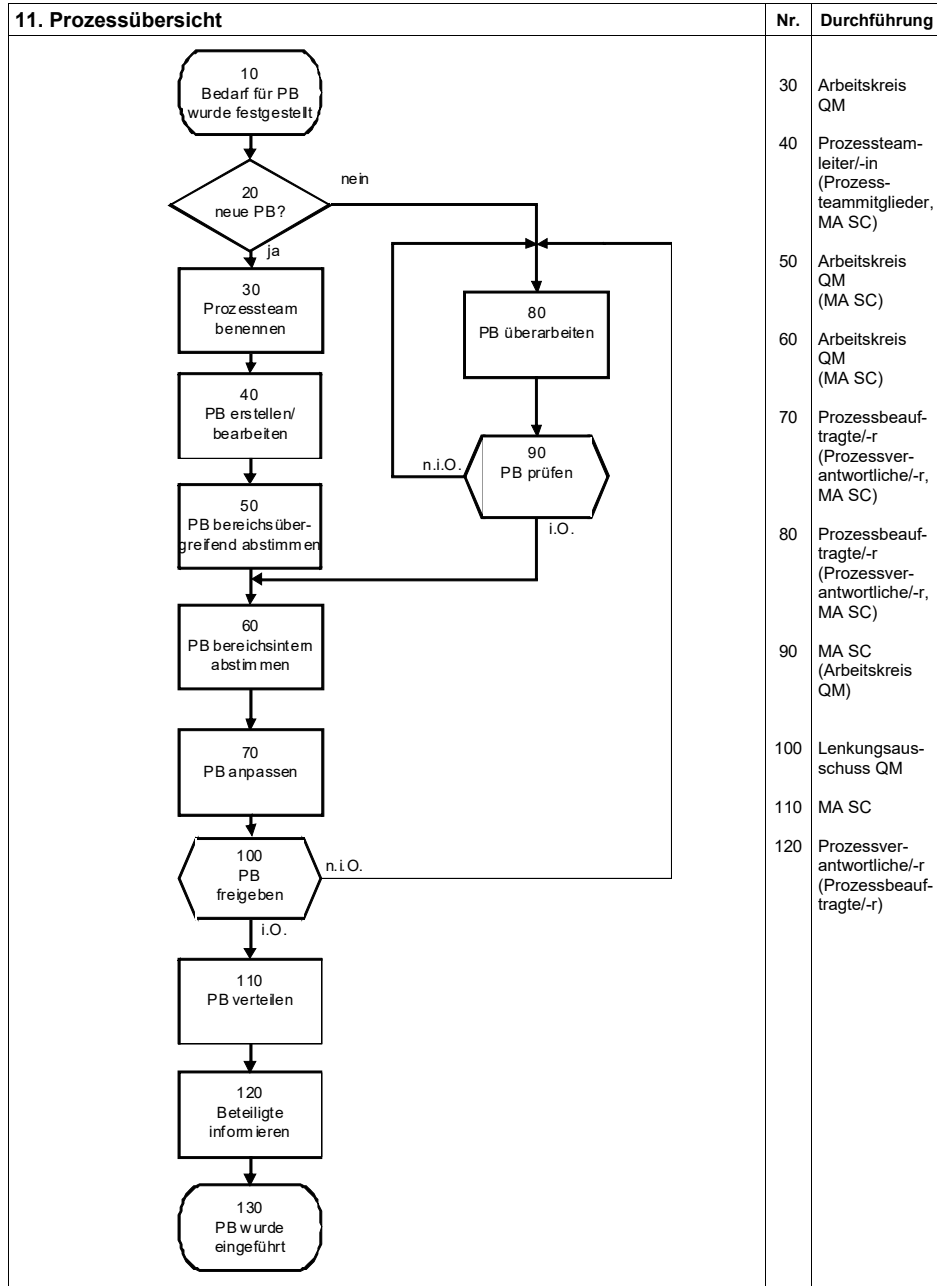 11. Prozessübersicht
Nr.
Durchführung
10
Bedarf für PB
wurde festgestellt
20
neue PB?
nein
ja
30
Prozessteam
benennen
40
PB erstellen/
bearbeiten
50
PB bereichsüber-
greifend abstimmen
60
PB bereichsintern
abstimmen
70
PB anpassen
80
PB überarbeiten
90
PB prüfen
n.i.O.
i.O.
100
PB
freigeben
n.i.O.
i.O.
110
PB verteilen
120
Beteiligte
informieren
130
PB wurde
eingeführt
30 Arbeitskreis
QM
40 Prozessteam-
leiter/-in
(Prozess-
teammitglieder,
MA SC)
50 Arbeitskreis
QM
(MA SC)
60 Arbeitskreis
QM
(MA SC)
70 Prozessbeauf-
tragte/-r
(Prozessver-
antwortliche/-r,
MA SC)
80 Prozessbeauf-
tragte/-r
(Prozessver-
antwortliche/-r,
MA SC)
90 MA SC
(Arbeitskreis
QM)
100 Lenkungsaus-
schuss QM
110 MA SC
120 Prozessver-
antwortliche/-r
(Prozessbeauf-
tragte/-r)